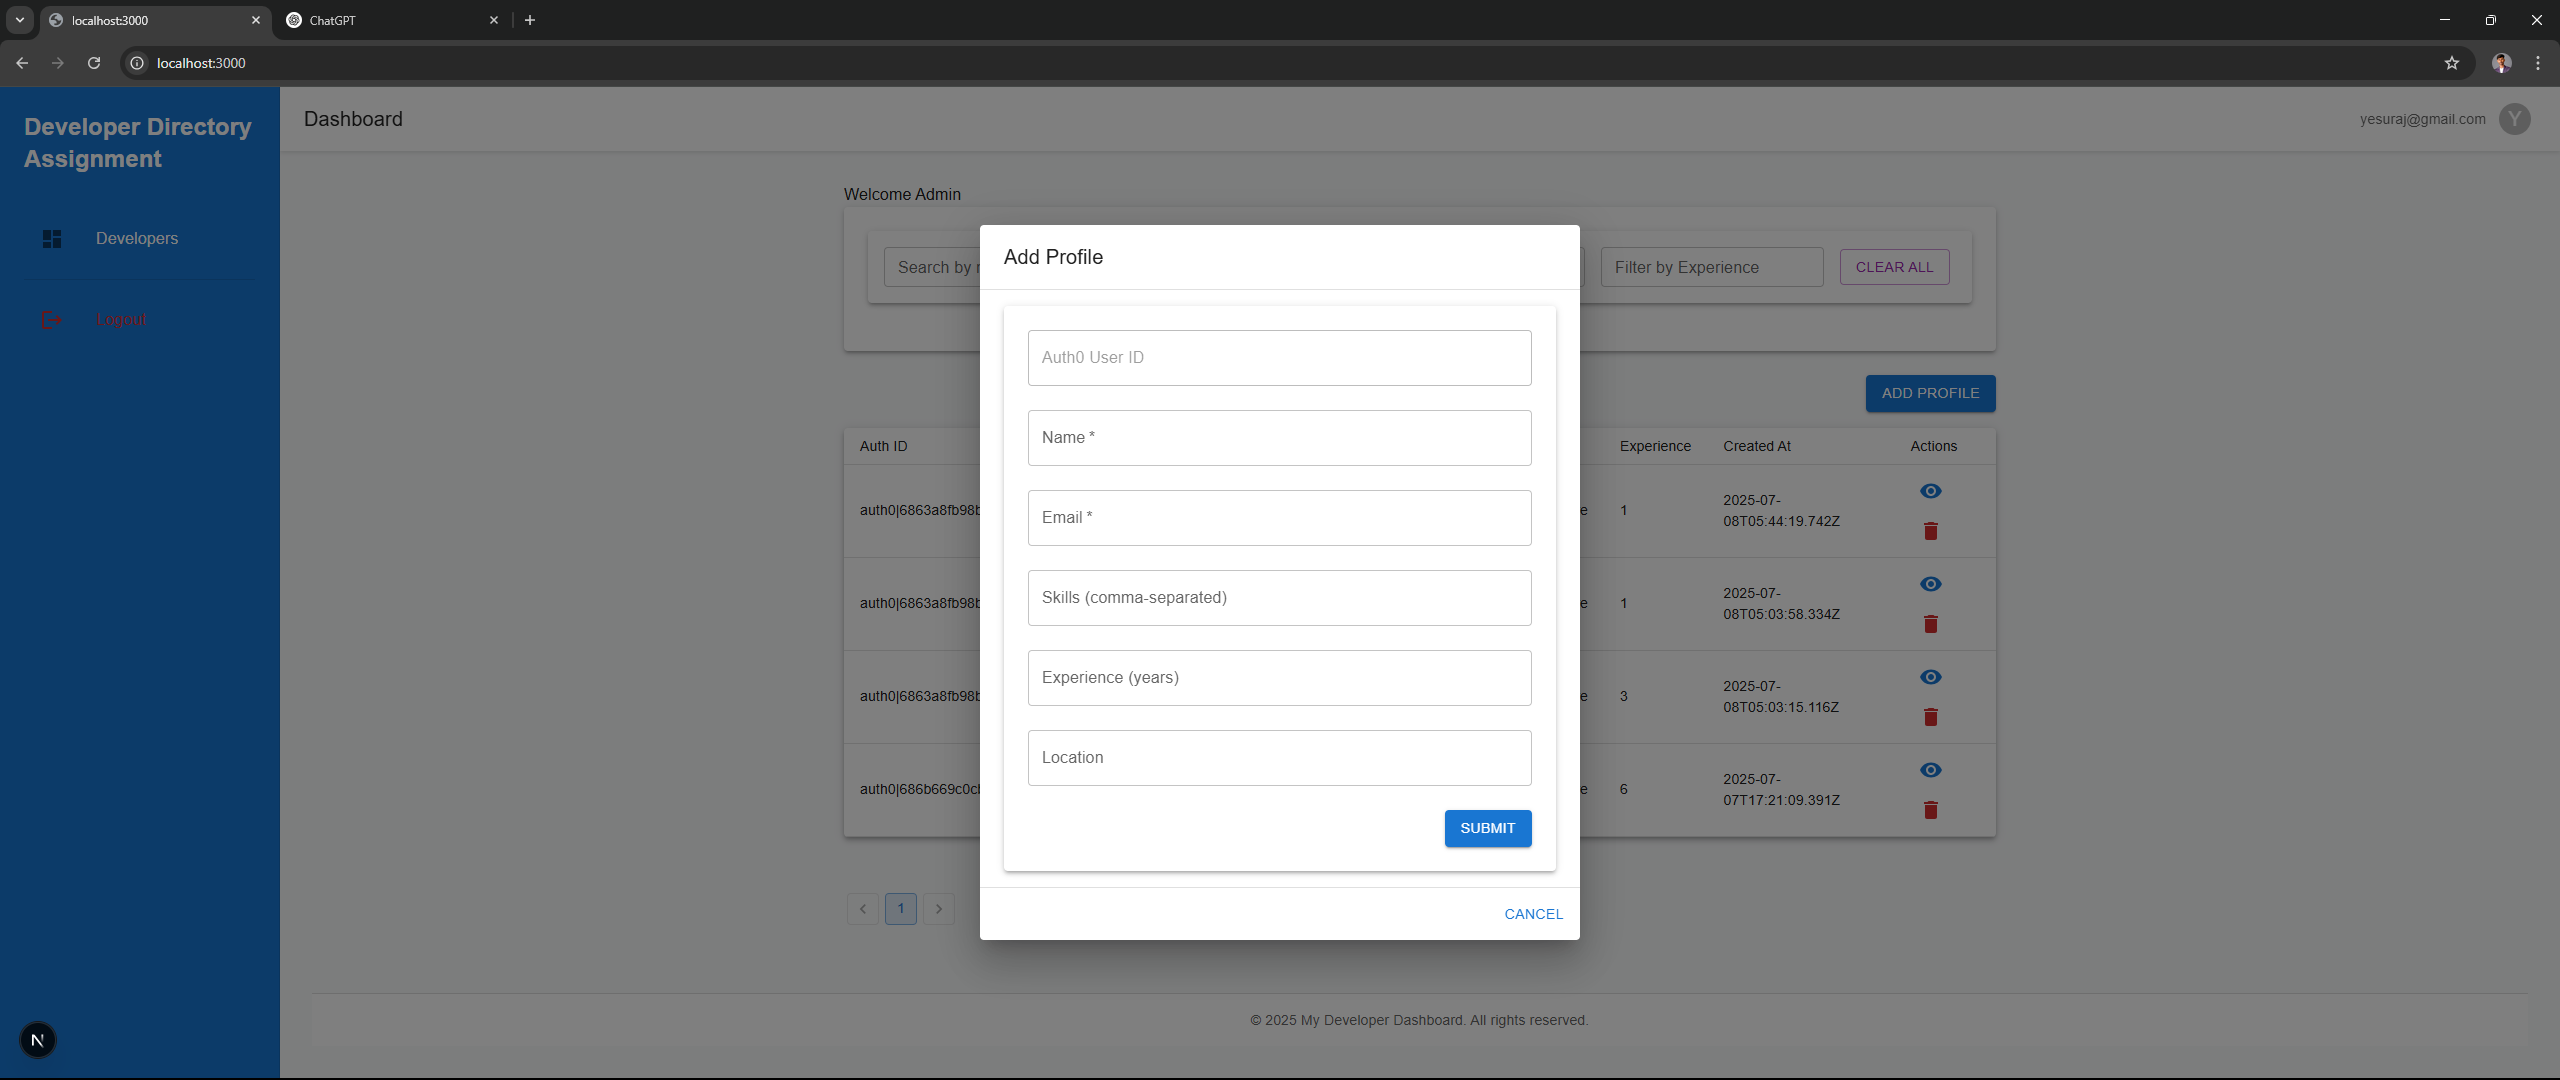 localhost:3000
ChatGPT
localhost:3000
Developer Directory
Assignment
Developers
Logout
Dashboard
yesuraj@gmail.com
Y
Welcome Admin
Search by
Filter by Experience
CLEAR ALL
ADD PROFILE
Auth ID
Experience
Created At
Actions
auth0|6863a8fb98b
e
1
2025-07-
08T05:44:19.742Z
auth0|6863a8fb98b
e
1
2025-07-
08T05:03:58.334Z
auth0|6863a8fb98b
e
3
2025-07-
08T05:03:15.116Z
auth0|686b669c0c
e
6
2025-07-
07T17:21:09.391Z
1
Add Profile
Auth0 User ID
Name *
Email *
Skills (comma-separated)
Experience (years)
Location
SUBMIT
CANCEL
© 2025 My Developer Dashboard. All rights reserved.
N